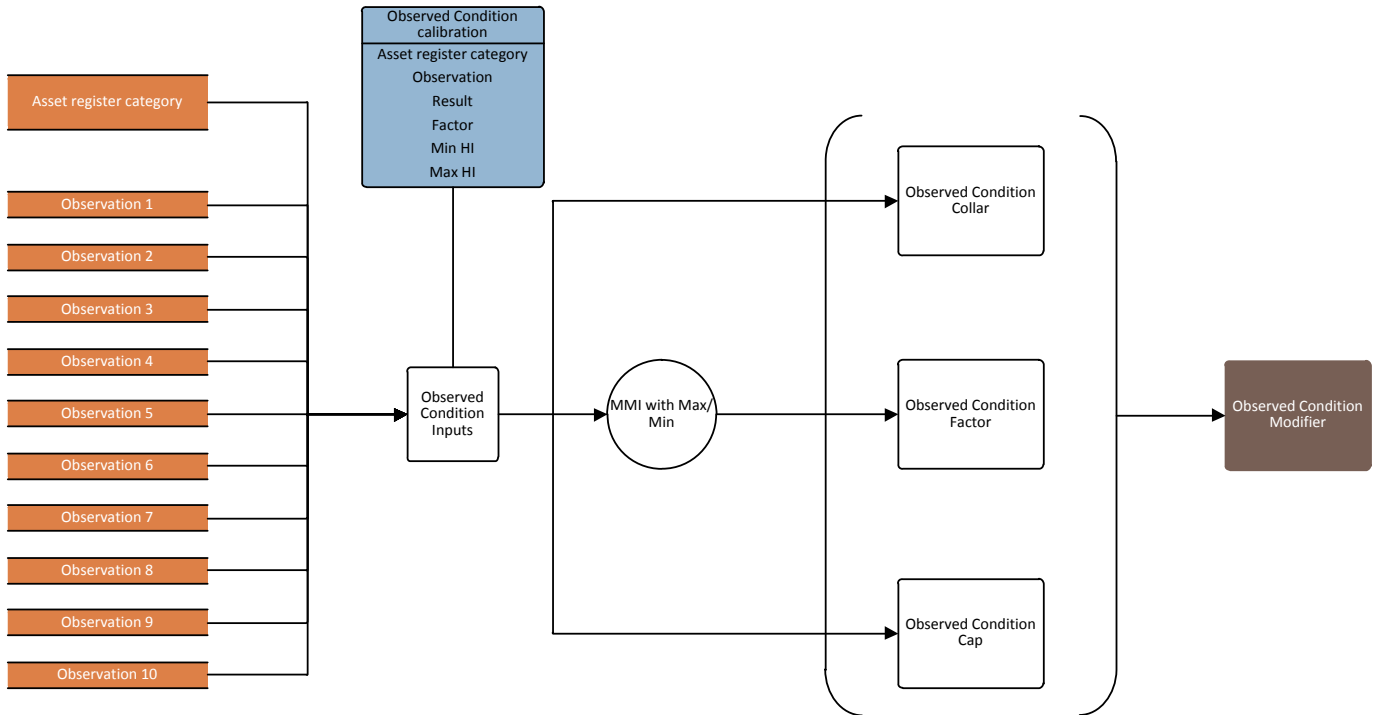 Observed Condition
calibration
Asset register category
Observation
Result
Factor
Min HI
Max HI
Asset register category
Observation 1
Observation 2
Observation 3
Observation 4
Observation 5
Observation 6
Observation 7
Observation 8
Observation 9
Observation 10
Observed
Condition
Inputs
MMI with Max/
Min
Observed Condition
Collar
Observed Condition
Factor
Observed Condition
Cap
Observed Condition
Modifier